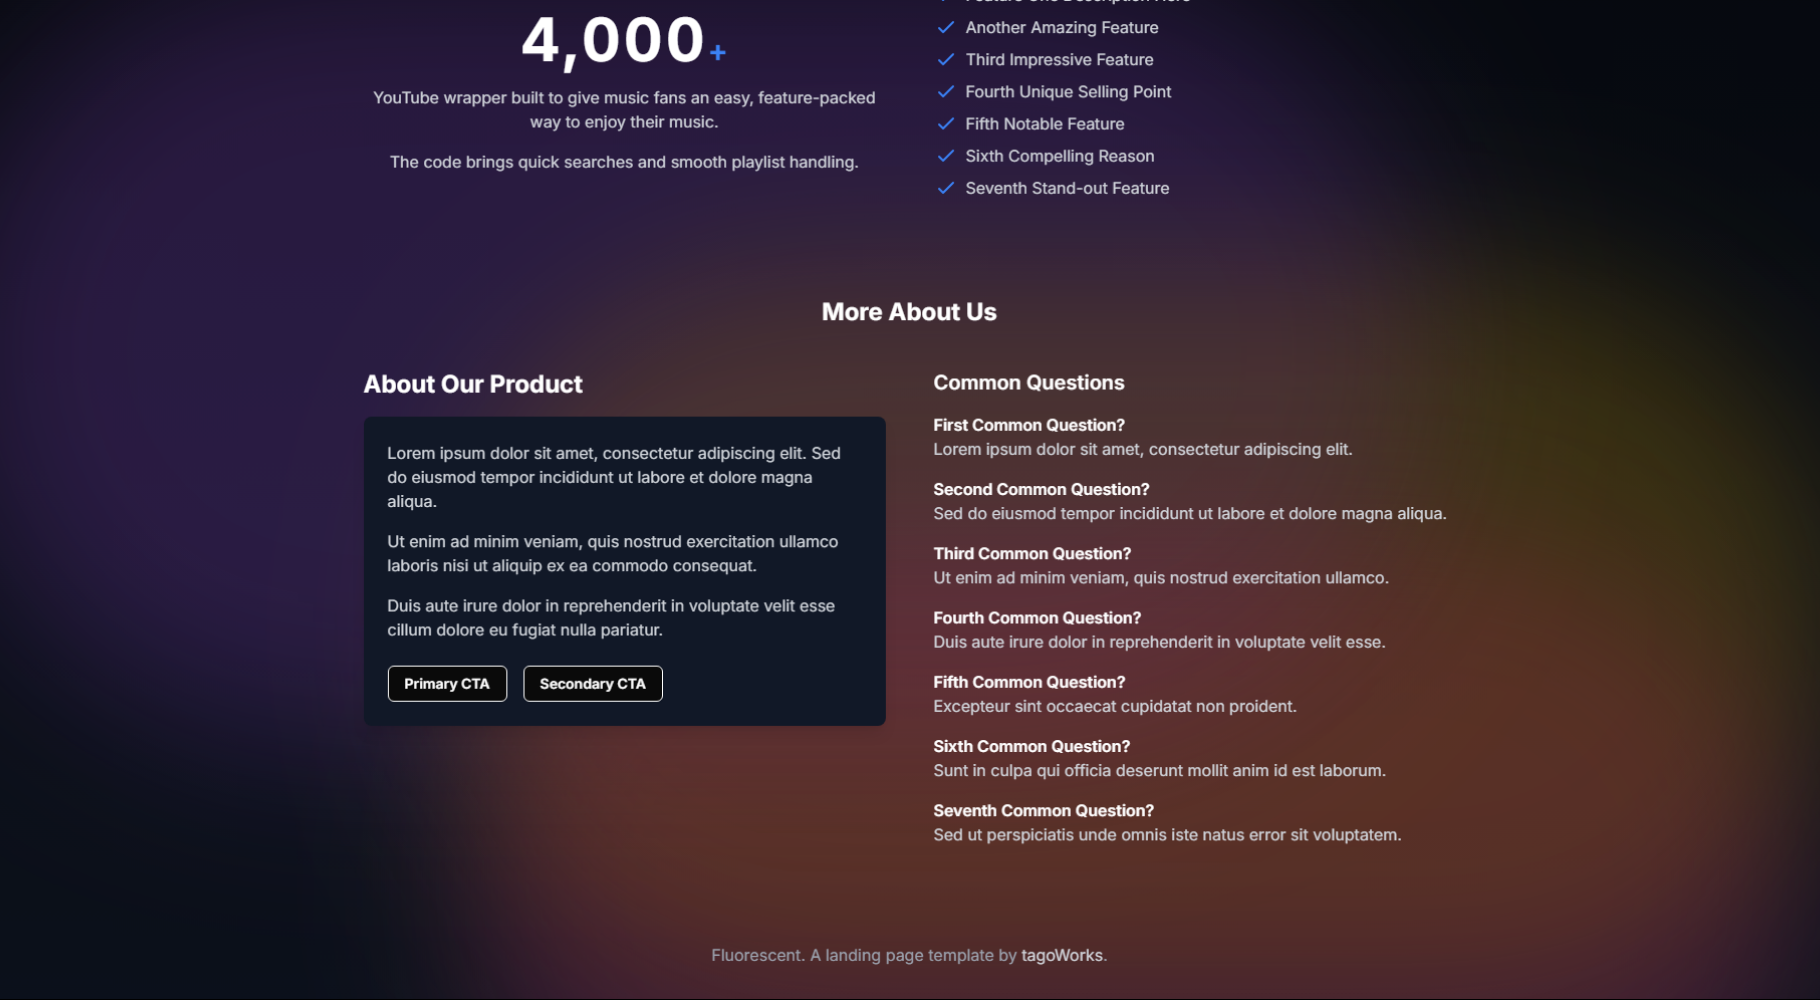 4,000+
YouTube wrapper built to give music fans an easy, feature-packed
way to enjoy their music.
The code brings quick searches and smooth playlist handling.
Feature One Description Here
Another Amazing Feature
Third Impressive Feature
Fourth Unique Selling Point
Fifth Notable Feature
Sixth Compelling Reason
Seventh Stand-out Feature
More About Us
About Our Product
Lorem ipsum dolor sit amet, consectetur adipiscing elit. Sed
do eiusmod tempor incididunt ut labore et dolore magna
aliqua.
Ut enim ad minim veniam, quis nostrud exercitation ullamco
laboris nisi ut aliquip ex ea commodo consequat.
Duis aute irure dolor in reprehenderit in voluptate velit esse
cillum dolore eu fugiat nulla pariatur.
Primary CTA
Secondary CTA
Common Questions
First Common Question?
Lorem ipsum dolor sit amet, consectetur adipiscing elit.
Second Common Question?
Sed do eiusmod tempor incididunt ut labore et dolore magna aliqua.
Third Common Question?
Ut enim ad minim veniam, quis nostrud exercitation ullamco.
Fourth Common Question?
Duis aute irure dolor in reprehenderit in voluptate velit esse.
Fifth Common Question?
Excepteur sint occaecat cupidatat non proident.
Sixth Common Question?
Sunt in culpa qui officia deserunt mollit anim id est laborum.
Seventh Common Question?
Sed ut perspiciatis unde omnis iste natus error sit voluptatem.
Fluorescent. A landing page template by tagoWorks.